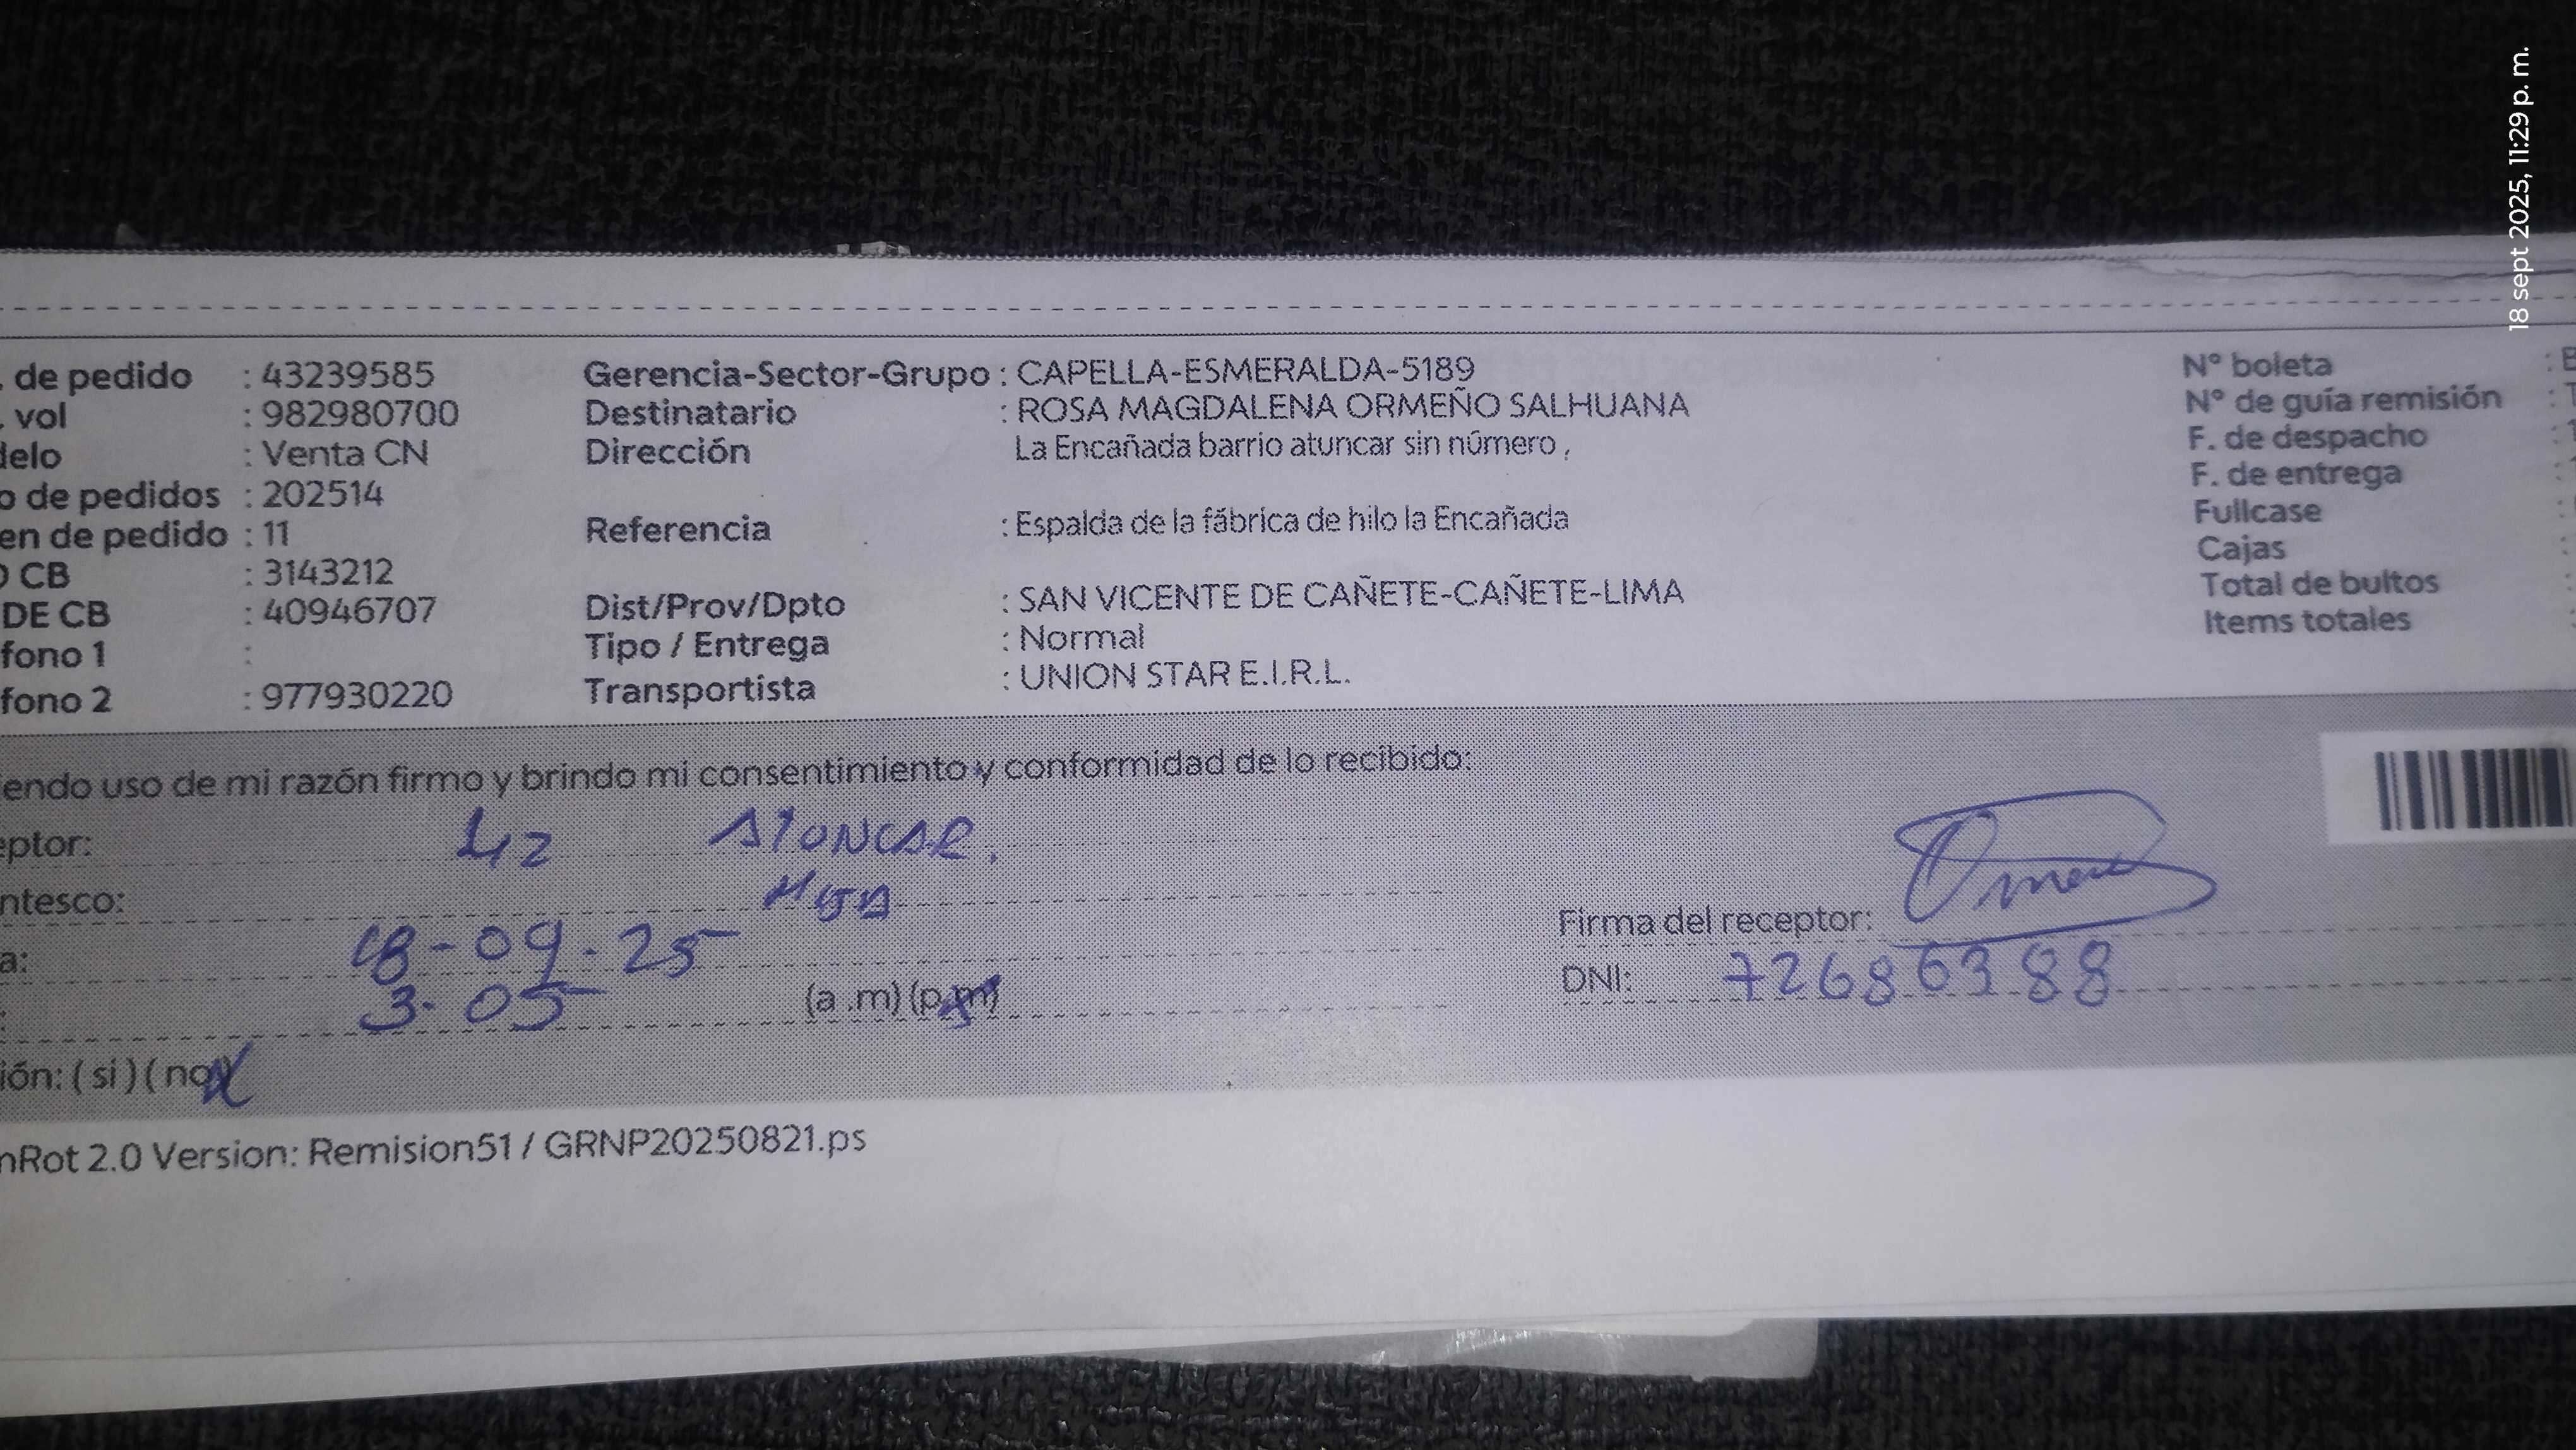 18 sept 2025, 11:29 p. m.
. de pedido : 43239585 Gerencia-Sector-Grupo : CAPELLA-ESMERALDA-5189 N° boleta :
. vol : 982980700 Destinatario : ROSA MAGDALENA ORMEÑO SALHUANA N° de guía remisión :
delo : Venta CN Dirección La Encañada barrio atuncar sin número , F. de despacho :
o de pedidos : 202514 F. de entrega :
en de pedido : 11 Referencia : Espalda de la fábrica de hilo la Encañada Fullcase :
CB : 3143212 Cajas :
DE CB : 40946707 Dist/Prov/Dpto : SAN VICENTE DE CAÑETE-CAÑETE-LIMA Total de bultos :
fono 1 : Tipo / Entrega : Normal Items totales :
fono 2 : 977930220 Transportista : UNION STAR E.I.R.L.
endo uso de mi razón firmo y brindo mi consentimiento y conformidad de lo recibido:
eptor: ATUNCAR.
ntesco: HIJA
Firma del receptor:
a: 18-09-25
DNI: 72686388
: 3-05 (a .m) (p.m)
ión: ( si ) ( no )
nRot 2.0 Version: Remision51 / GRNP20250821.ps